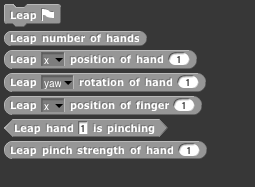 Leap
Leap number of hands
Leap x position of hand 1
Leap yaw rotation of hand 1
Leap x position of finger 1
Leap hand 1 is pinching
Leap pinch strength of hand 1